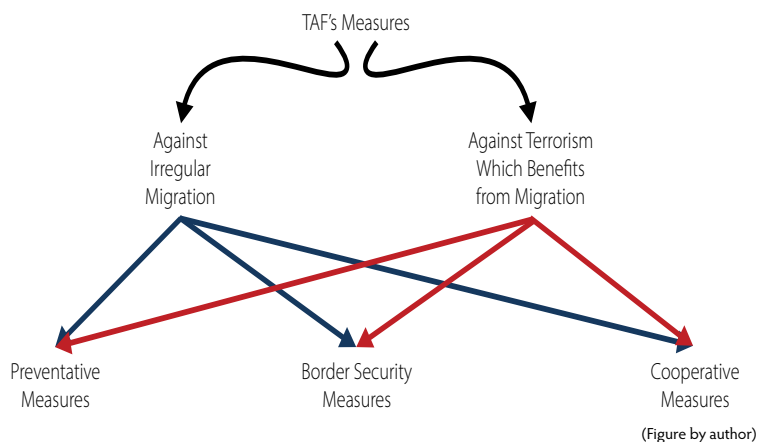 TAF's Measures
Against
Irregular
Migration
Against Terrorism
Which Benefits
from Migration
Preventative
Measures
Border Security
Measures
Cooperative
Measures
(Figure by author)